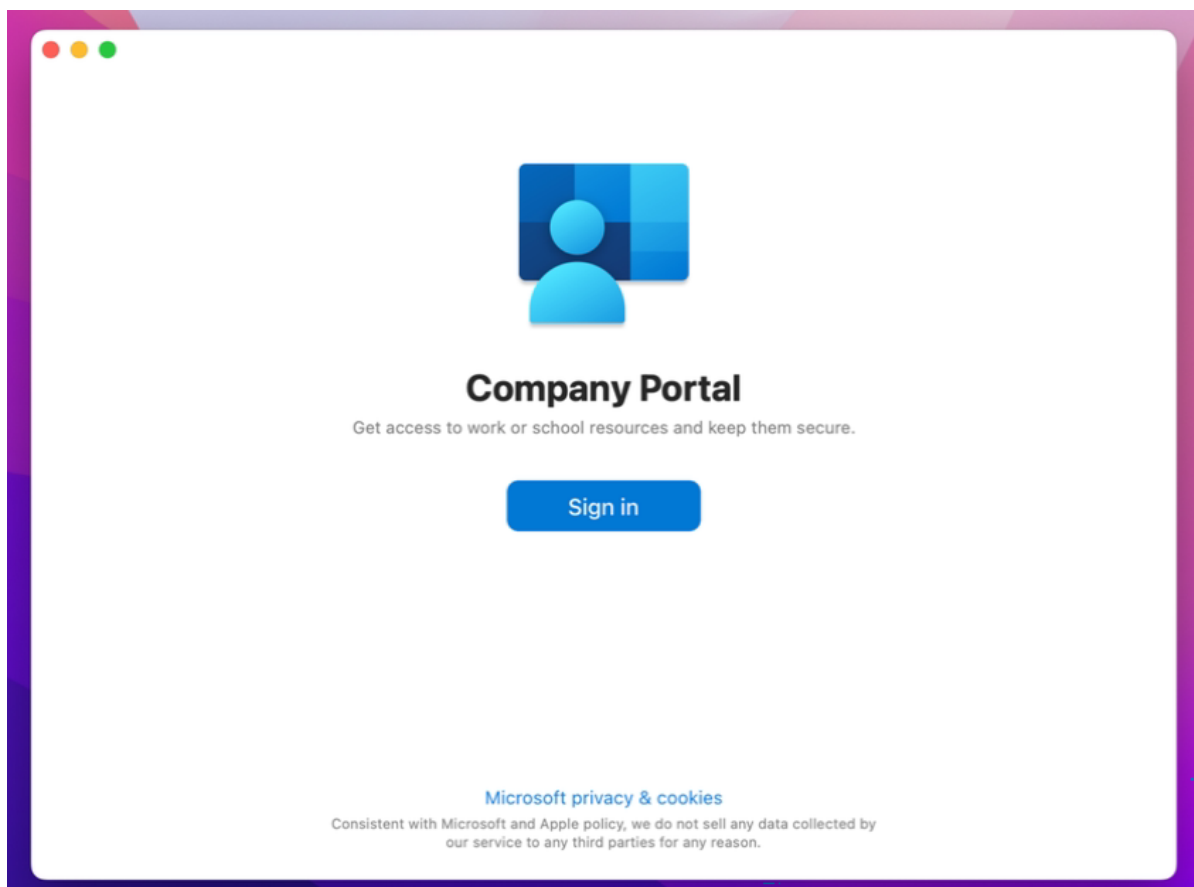 Company Portal
Get access to work or school resources and keep them secure.
Sign in
Microsoft privacy & cookies
Consistent with Microsoft and Apple policy, we do not sell any data collected by
our service to any third parties for any reason.